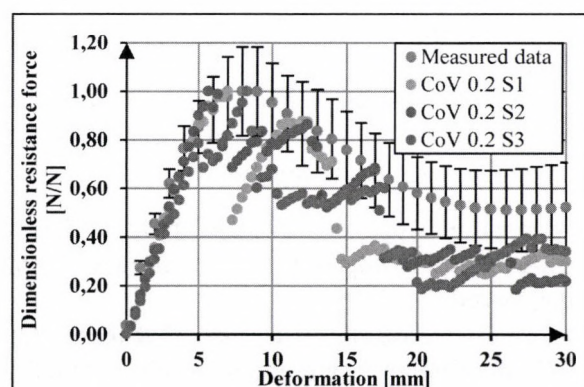 1,20
1,00
0,80
0,60
0,40
0,20
0,00
Dimensionless resistance force
[N/N]
Measured data
CoV 0.2 S1
CoV 0.2 S2
CoV 0.2 S3
0 5 10 15 20 25 30
Deformation [mm]